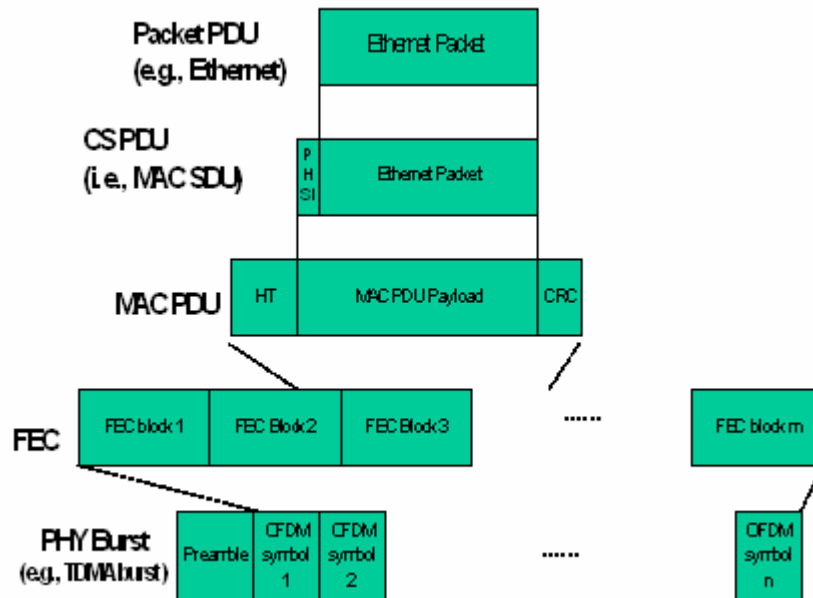 Packet PDU
(e.g., Ethernet)
Ethernet Packet
CS PDU
(i.e., MAC SDU)
P
H
SI
Ethernet Packet
MAC PDU
HT
MAC PDU Payload
CRC
FEC
FEC block 1
FEC Block 2
FEC Block 3
......
FEC block m
PHY Burst
(e.g., TDMA burst)
Preamble
OFDM
symbol
1
OFDM
symbol
2
......
OFDM
symbol
n